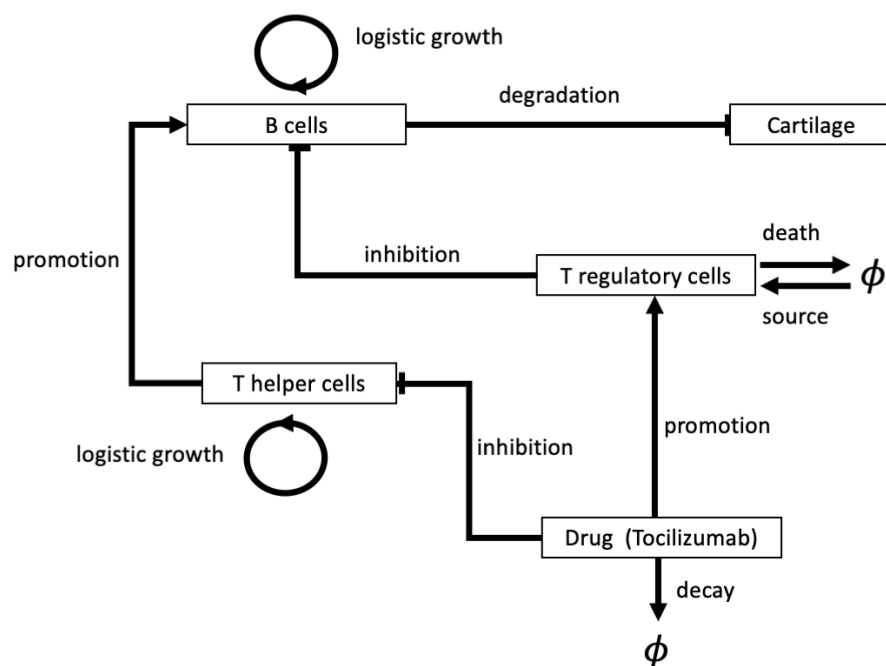 logistic growth
degradation
B cells
Cartilage
promotion
inhibition
death
T regulatory cells
ϕ
source
T helper cells
logistic growth
inhibition
promotion
Drug (Tocilizumab)
decay
ϕ